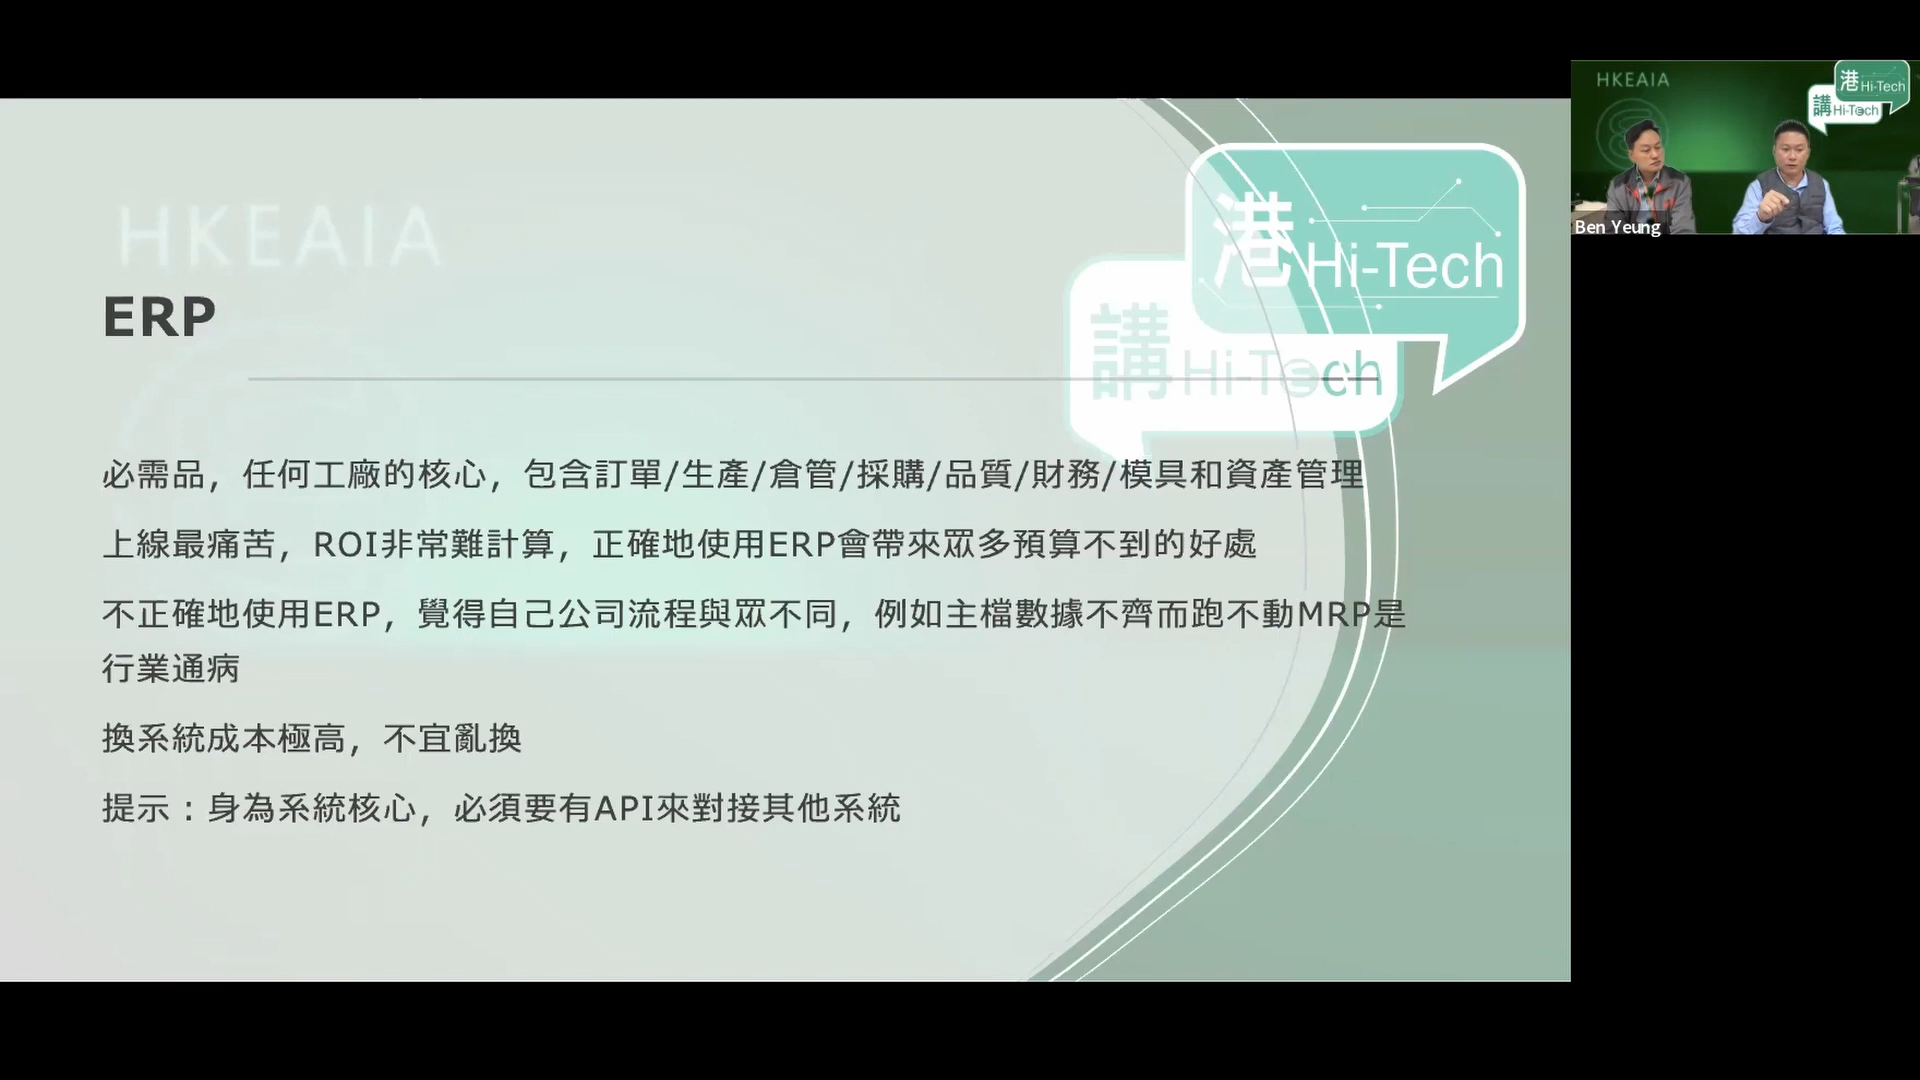 HKEAIA
港Hi-Tech
講Hi-Tech
ERP
必需品，任何工廠的核心，包含訂單/生產/倉管/採購/品質/財務/模具和資產管理
上線最痛苦，ROI非常難計算，正確地使用ERP會帶來眾多預算不到的好處
不正確地使用ERP，覺得自己公司流程與眾不同，例如主檔數據不齊而跑不動MRP是
行業通病
換系統成本極高，不宜亂換
提示：身為系統核心，必須要有API來對接其他系統
HKEAIA
港Hi-Tech
講Hi-Tech
Ben Yeung